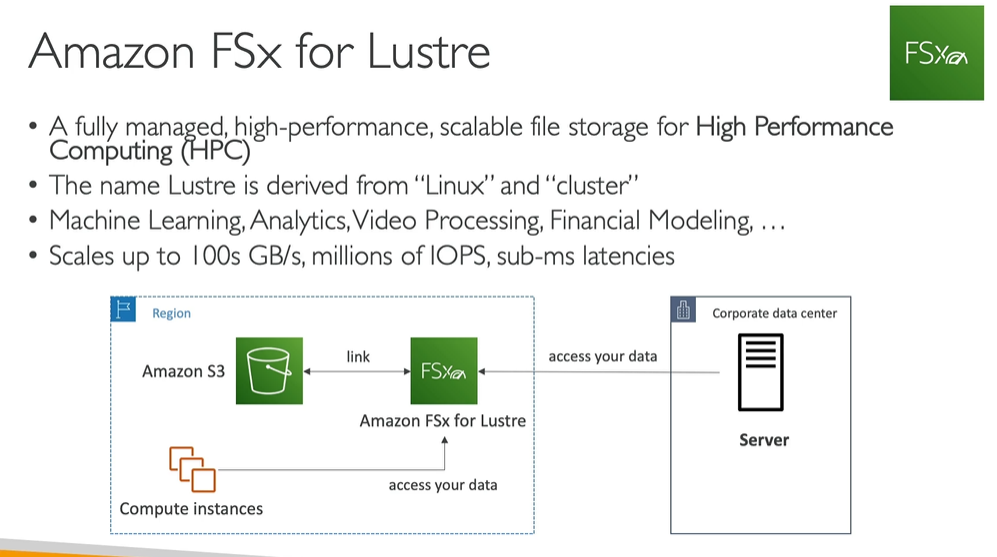 Amazon FSx for Lustre
FSx
• A fully managed, high-performance, scalable file storage for High Performance
Computing (HPC)
• The name Lustre is derived from “Linux” and “cluster”
• Machine Learning, Analytics, Video Processing, Financial Modeling, …
• Scales up to 100s GB/s, millions of IOPS, sub-ms latencies
Region
Corporate data center
Amazon S3
link
FSx
access your data
Amazon FSx for Lustre
Server
access your data
Compute instances